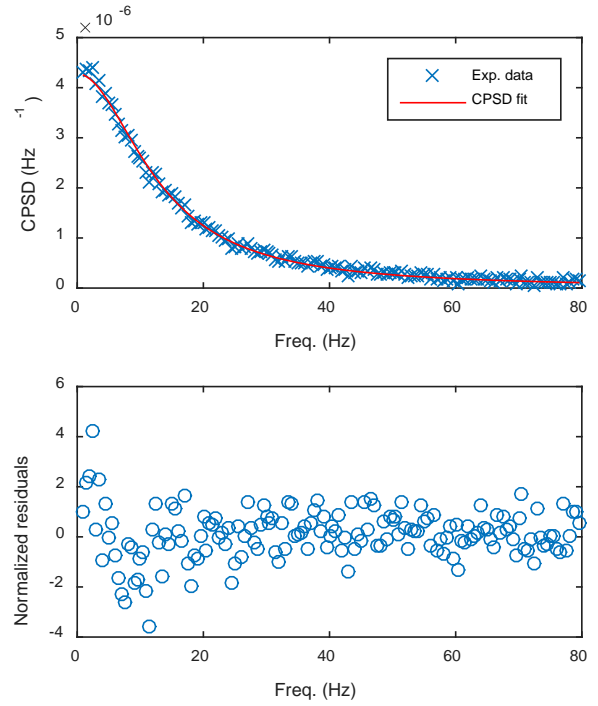 × 10 -6
5
4
3
2
1
0
CPSD (Hz -1)
Exp. data
CPSD fit
0 20 40 60 80
Freq. (Hz)
6
4
2
0
-2
-4
Normalized residuals
0 20 40 60 80
Freq. (Hz)